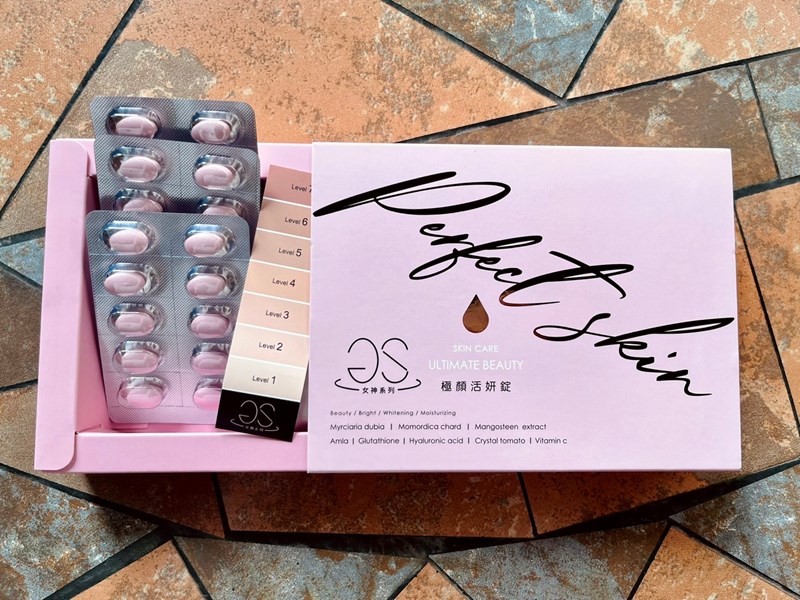 Perfect skin
SKIN CARE
ULTIMATE BEAUTY
極顏活妍錠
GS
女神系列
Beauty / Bright / Whitening / Moisturizing
Myrciaria dubia | Momordica chard | Mangosteen extract
Amla | Glutathione | Hyaluronic acid | Crystal tomato | Vitamin c
Level 7
Level 6
Level 5
Level 4
Level 3
Level 2
Level 1
GS